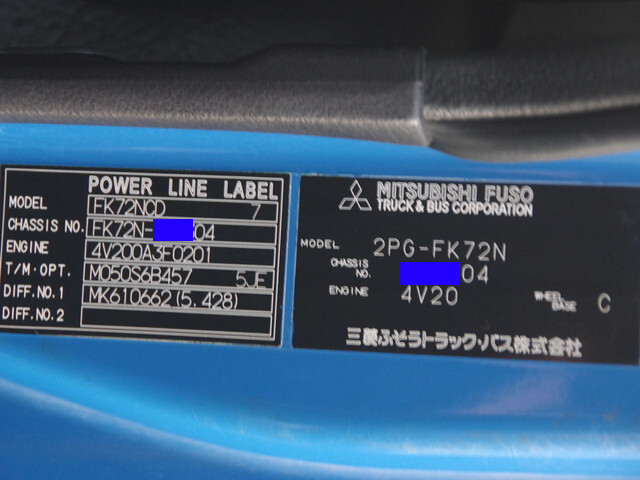 POWER LINE LABEL
MODEL FK72NCD 7
CHASSIS NO. FK72N- 04
ENGINE 4V200A3F0201
T/M·OPT. M050S6B457 5JE
DIFF.NO.1 MK610662(5.428)
DIFF.NO.2
MITSUBISHI FUSO
TRUCK & BUS CORPORATION
MODEL 2PG-FK72N
CHASSIS NO. 04
ENGINE 4V20 WHEEL BASE C
三菱ふそうトラック・バス株式会社